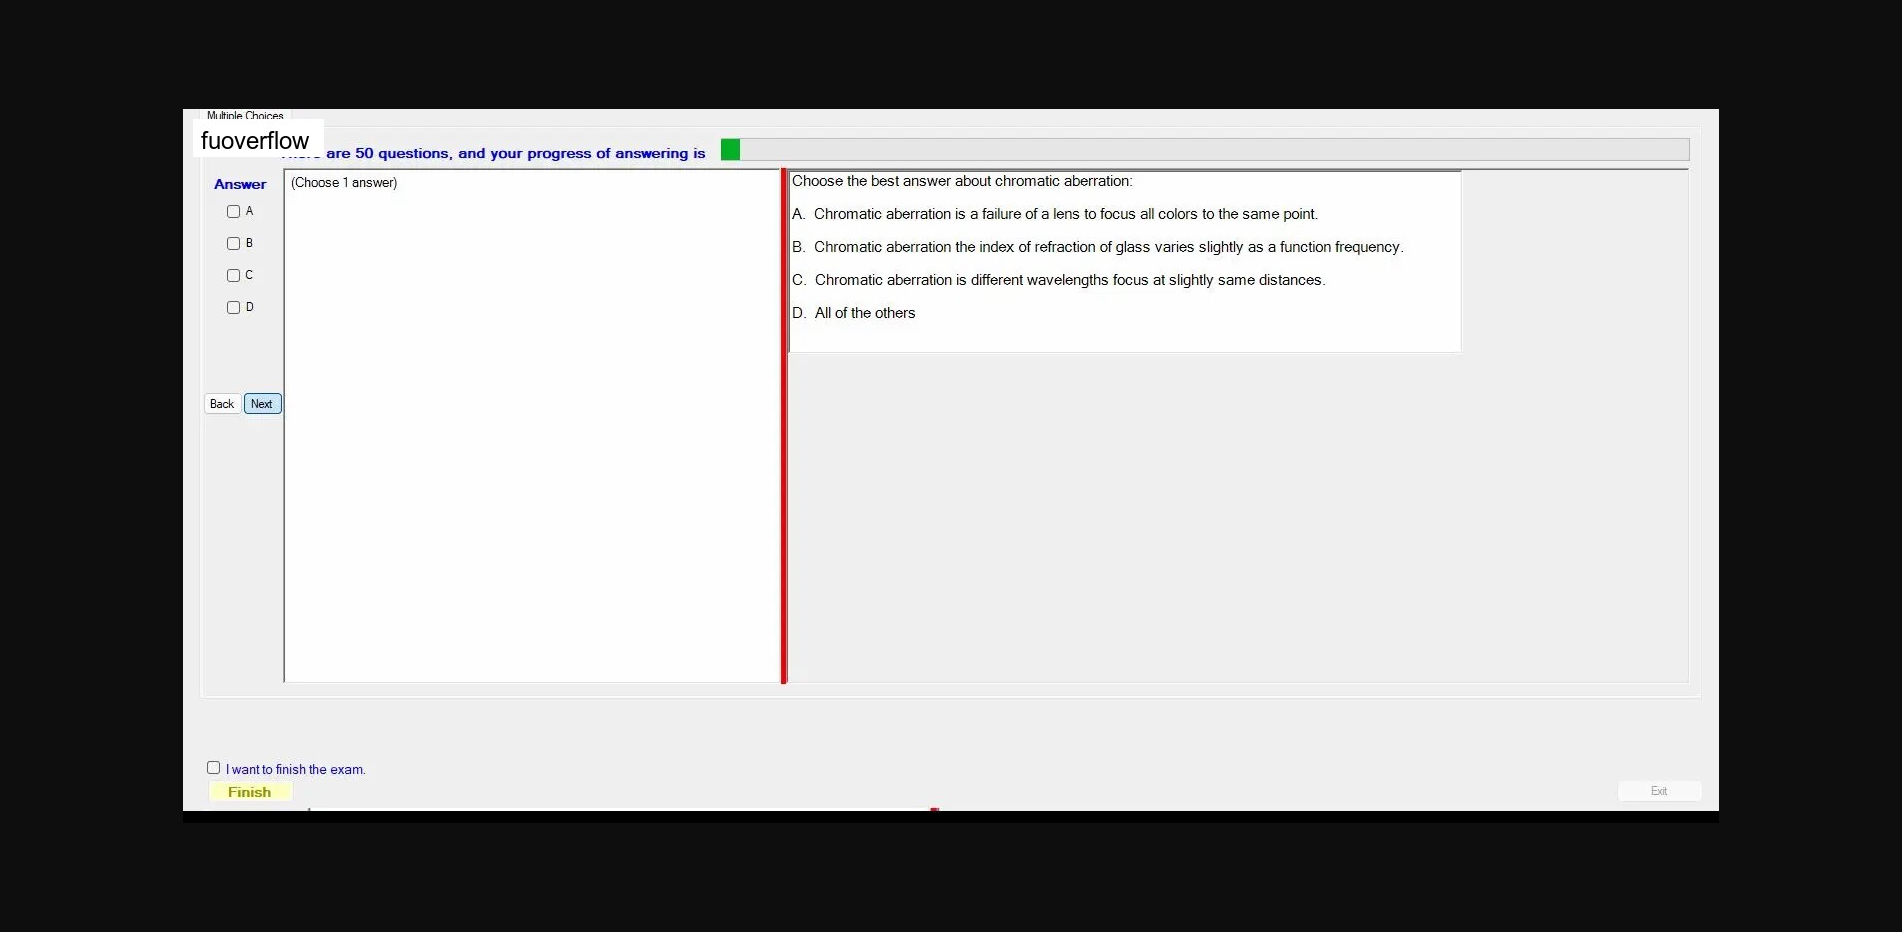 Multiple Choices
fuoverflow
are 50 questions, and your progress of answering is
Answer
(Choose 1 answer)
A
B
C
D
Back
Next
Choose the best answer about chromatic aberration:
A. Chromatic aberration is a failure of a lens to focus all colors to the same point.
B. Chromatic aberration the index of refraction of glass varies slightly as a function frequency.
C. Chromatic aberration is different wavelengths focus at slightly same distances.
D. All of the others
I want to finish the exam.
Finish
Exit